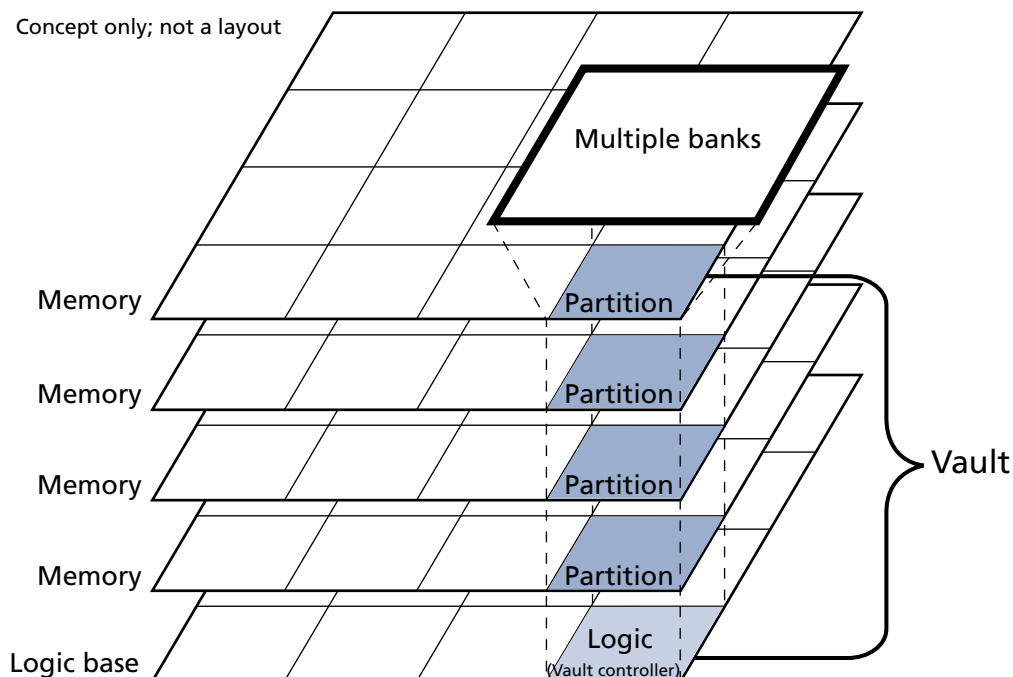 Concept only; not a layout
Multiple banks
Memory
Partition
Memory
Partition
Vault
Memory
Partition
Memory
Partition
Logic
Logic base
(Vault controller)